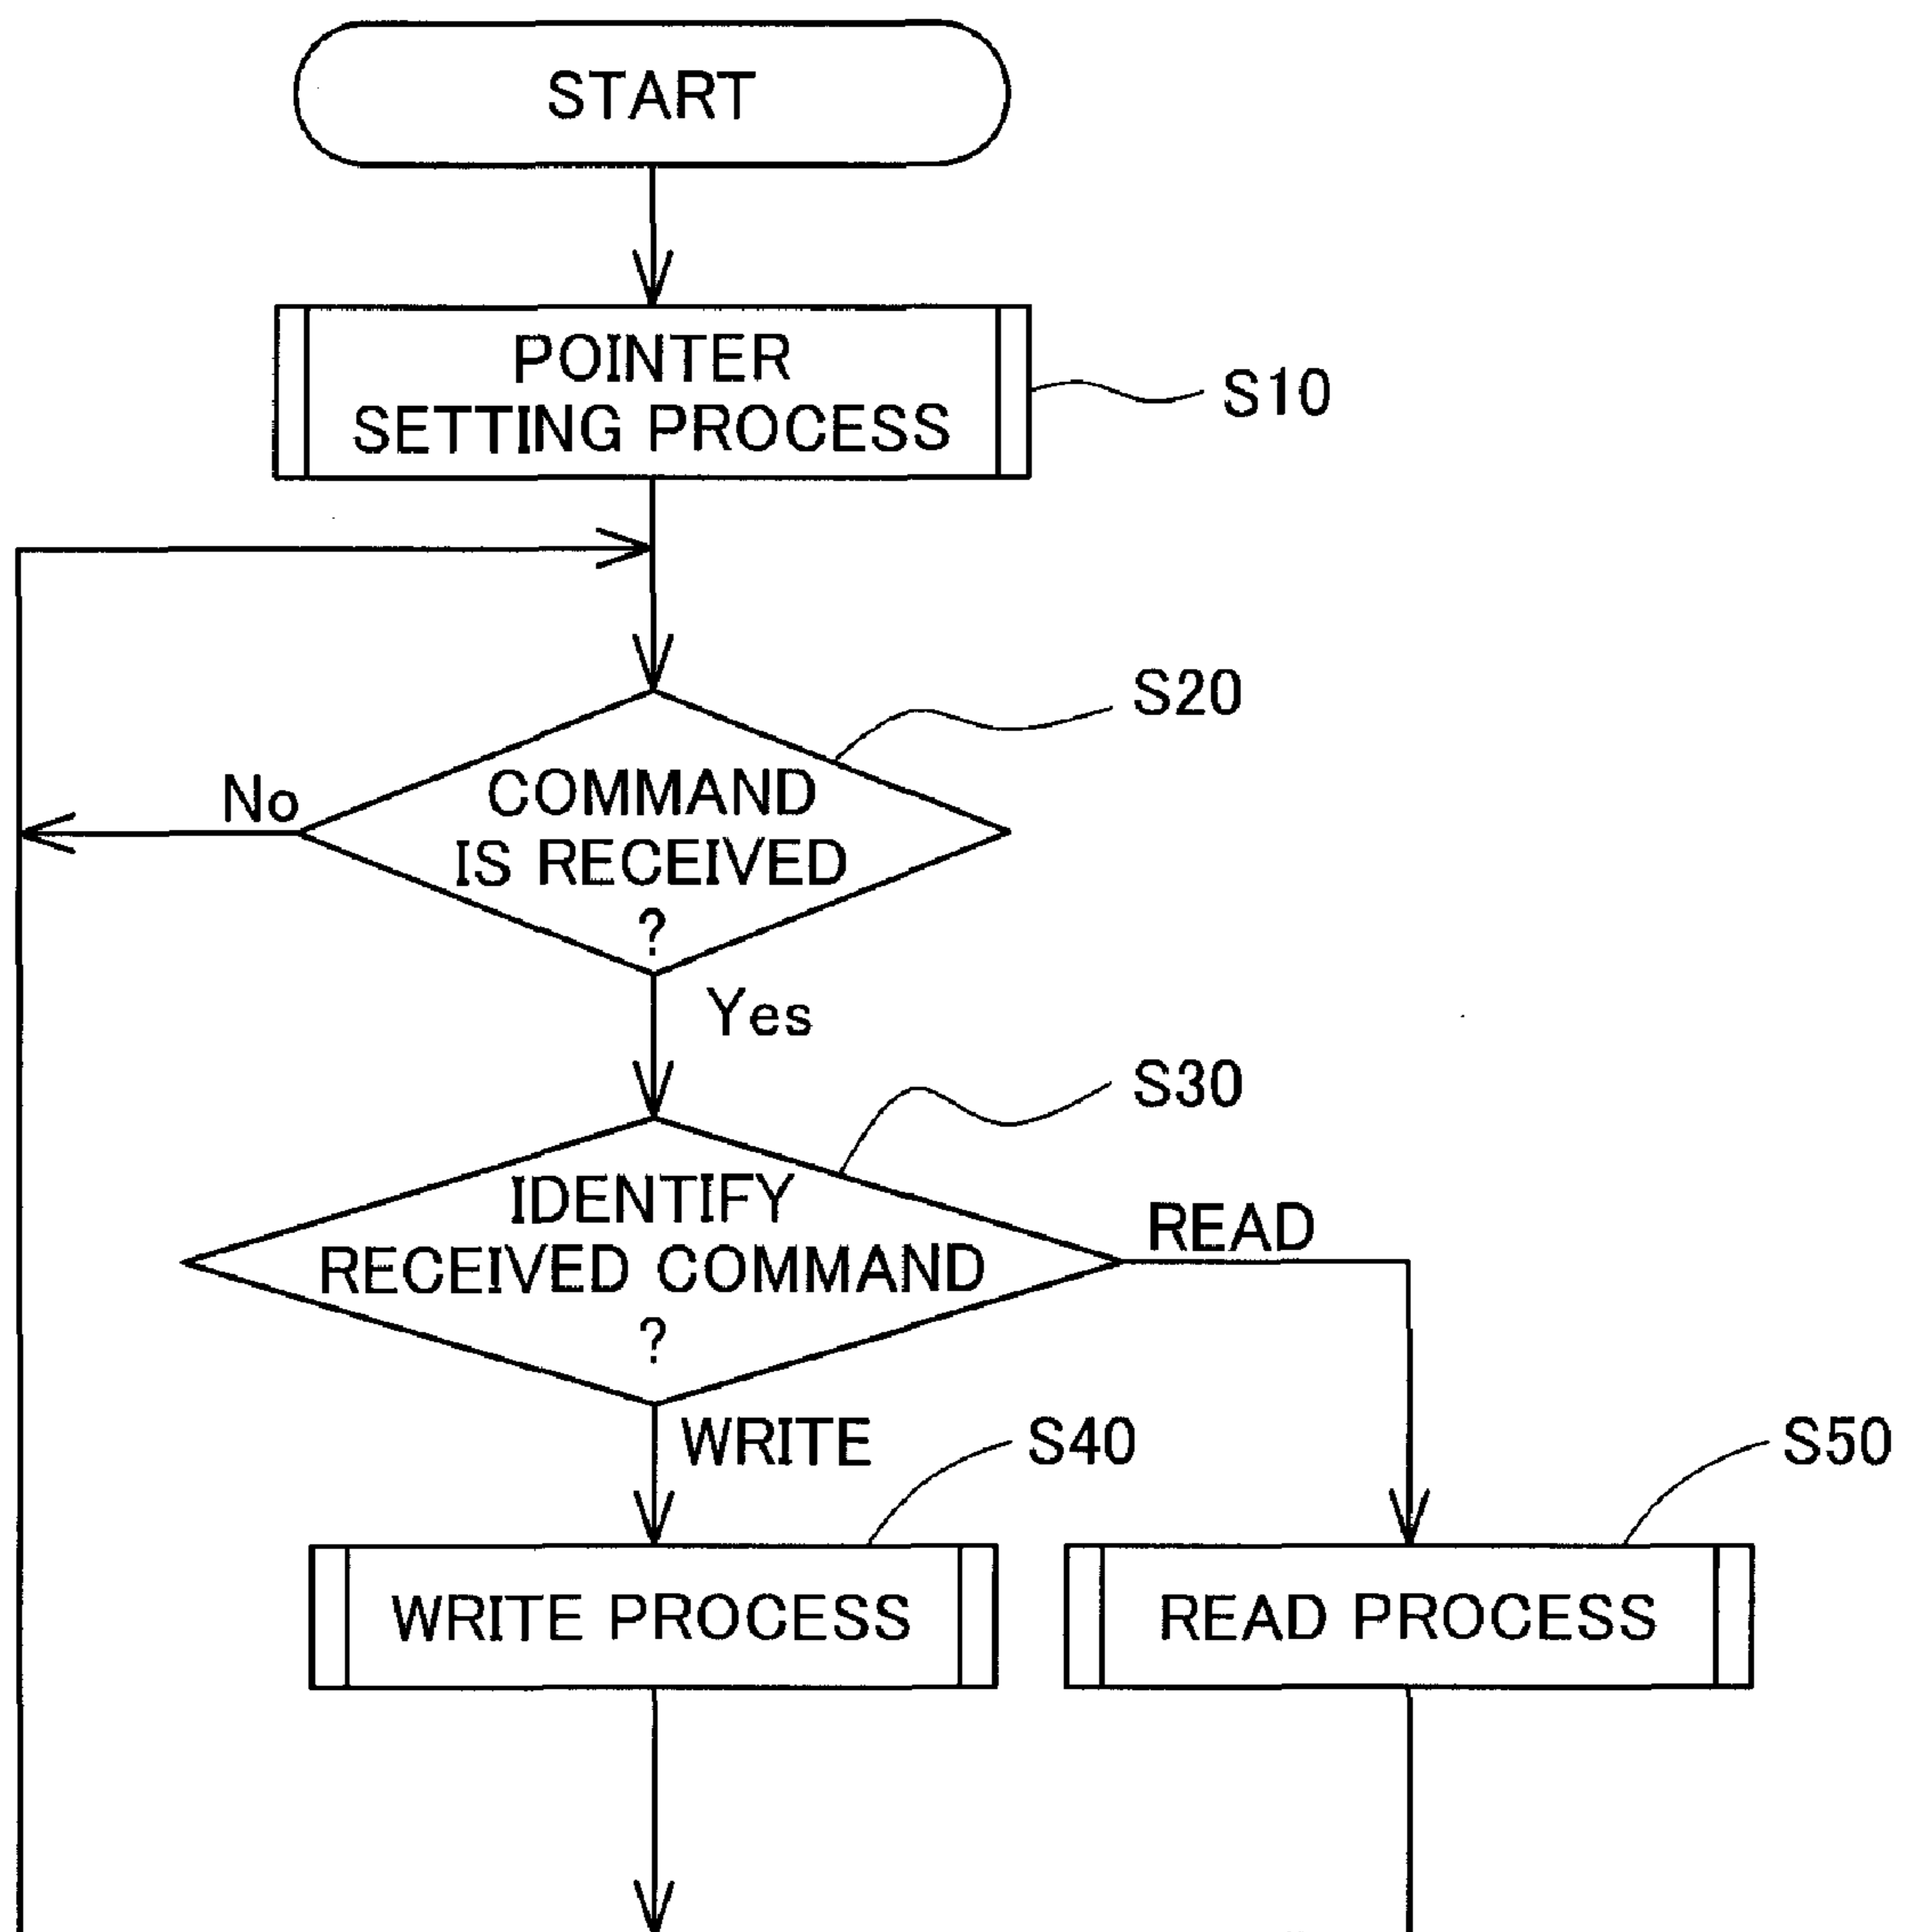 START
POINTER
SETTING PROCESS
S10
S20
No
COMMAND
IS RECEIVED
?
Yes
S30
IDENTIFY
RECEIVED COMMAND
?
READ
WRITE
S40
S50
WRITE PROCESS
READ PROCESS